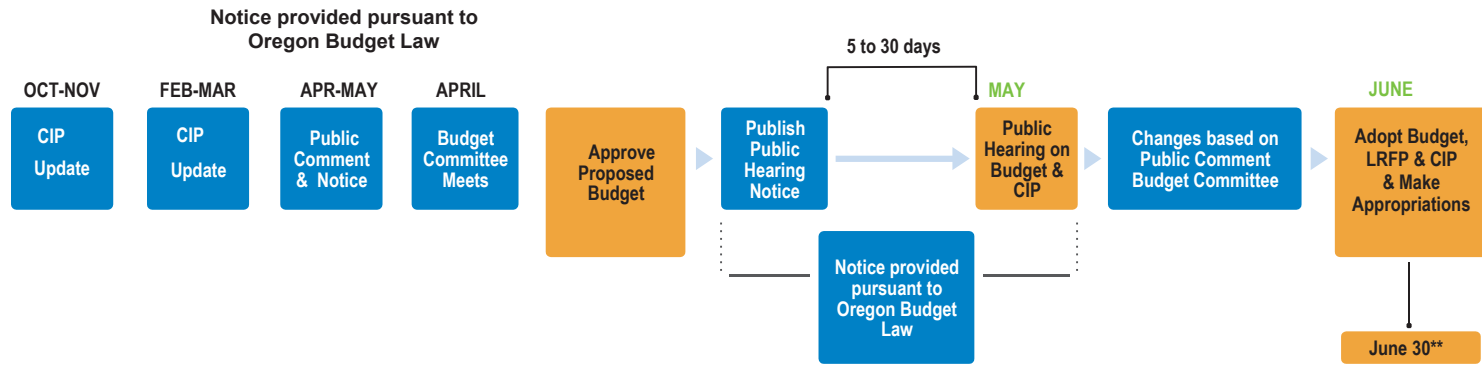 Notice provided pursuant to
Oregon Budget Law
5 to 30 days
OCT-NOV
FEB-MAR
APR-MAY
APRIL
MAY
JUNE
CIP
Update
CIP
Update
Public
Comment
& Notice
Budget
Committee
Meets
Approve
Proposed
Budget
Publish
Public
Hearing
Notice
Public
Hearing on
Budget &
CIP
Changes based on
Public Comment
Budget Committee
Adopt Budget,
LRFP & CIP
& Make
Appropriations
Notice provided
pursuant to
Oregon Budget
Law
June 30**